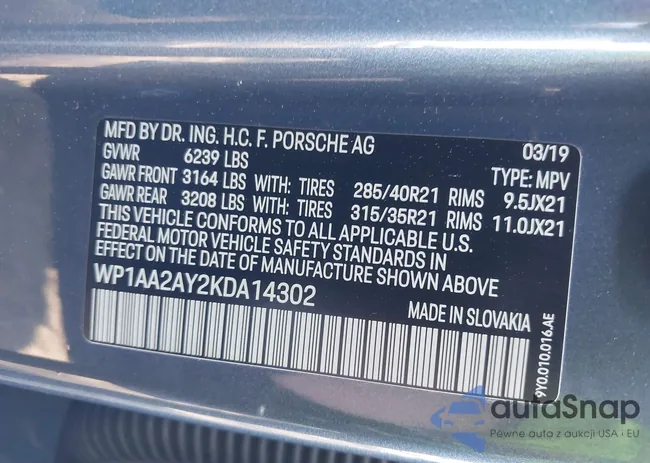 MFD BY DR. ING. H.C. F. PORSCHE AG 03/19
GVWR 6239 LBS TYPE: MPV
GAWR FRONT 3164 LBS WITH: TIRES 285/40R21 RIMS 9.5JX21
GAWR REAR 3208 LBS WITH: TIRES 315/35R21 RIMS 11.0JX21
THIS VEHICLE CONFORMS TO ALL APPLICABLE U.S.
FEDERAL MOTOR VEHICLE SAFETY STANDARDS IN
EFFECT ON THE DATE OF MANUFACTURE SHOWN ABOVE
WP1AA2AY2KDA14302
MADE IN SLOVAKIA
9Y0.010.016.AE
autaSnap
Pewne auta z aukcji USA i EU